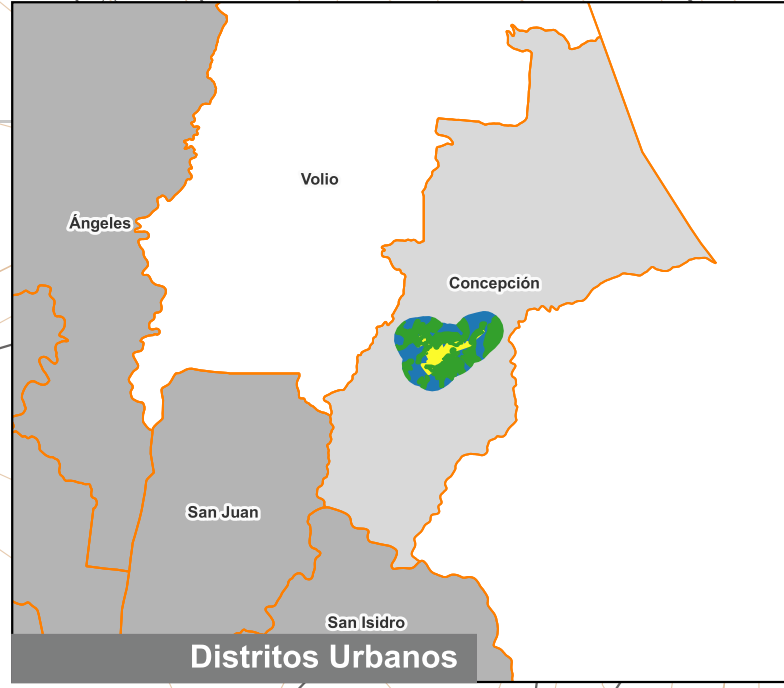 Volio
Ángeles
Concepción
San Juan
San Isidro
Distritos Urbanos